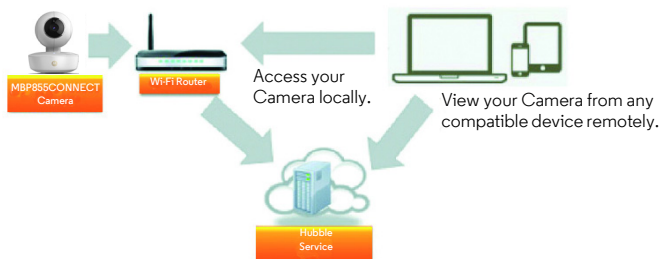 MBP855CONNECT
Camera
Wi-Fi Router
Access your
Camera locally.
View your Camera from any
compatible device remotely.
Hubble
Service